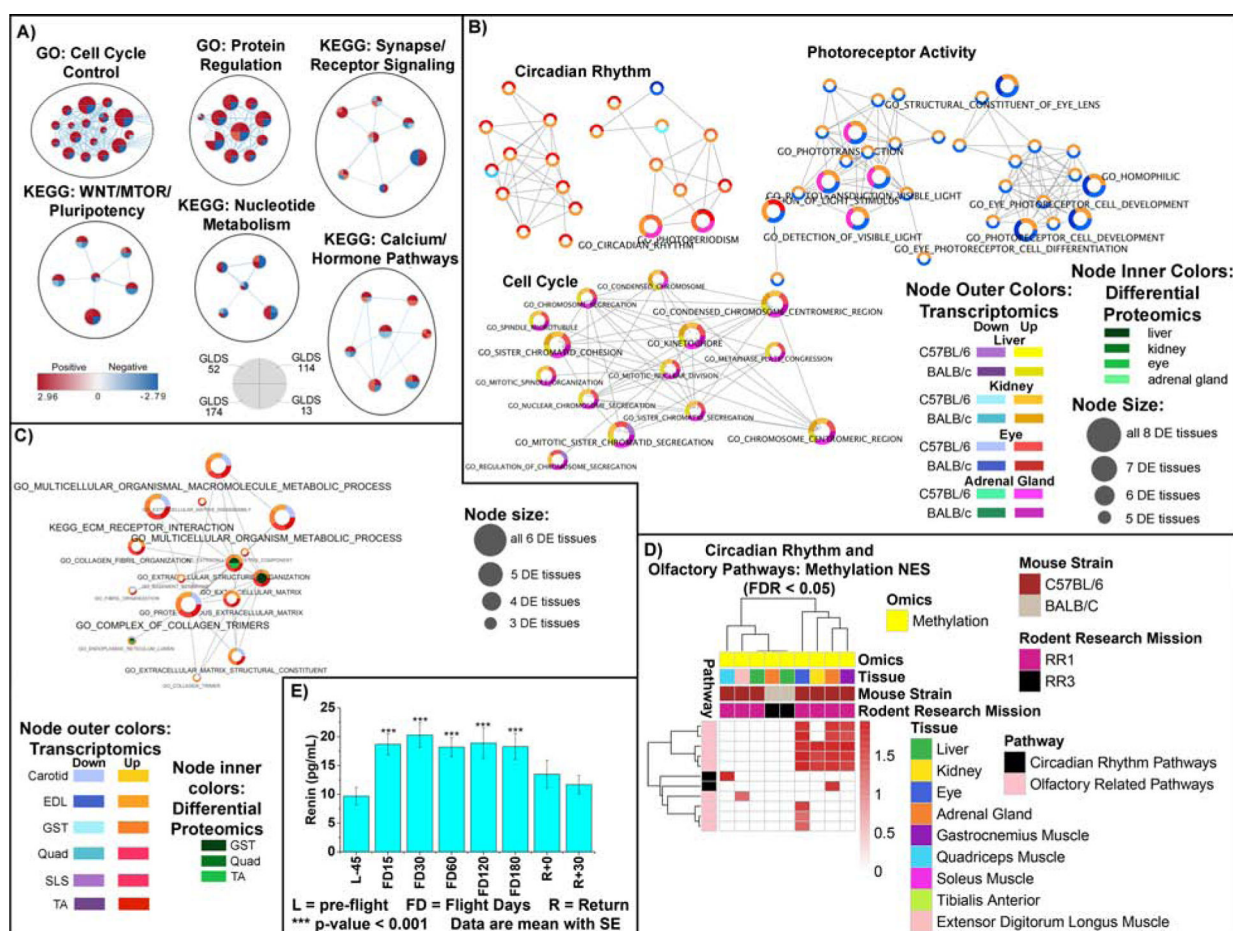 A)
GO: Cell Cycle
Control
GO: Protein
Regulation
KEGG: Synapse/
Receptor Signaling
KEGG: WNT/MTOR/
Pluripotency
KEGG: Nucleotide
Metabolism
KEGG: Calcium/
Hormone Pathways
Positive
Negative
2.96
0
-2.79
GLDS
52
GLDS
114
GLDS
174
GLDS
13
B)
Circadian Rhythm
Photoreceptor Activity
GO_STRUCTURAL_CONSTITUENT_OF_EYE_LENS
GO_HOMOPHILIC
GO_EYE_PHOTORECEPTOR_CELL_DEVELOPMENT
GO_DETECTION_OF_VISIBLE_LIGHT
GO_PHOTORECEPTOR_CELL_DEVELOPMENT
GO_EYE_PHOTORECEPTOR_CELL_DIFFERENTIATION
GO_PHOTOPERIODISM
GO_CIRCADIAN_RHYTHM
Cell Cycle
GO_CONDENSED_CHROMOSOME
GO_CHROMOSOME_SEGREGATION
GO_CONDENSED_CHROMOSOME_CENTROMERIC_REGION
GO_SPINDLE_MICROTUBULE
GO_KINETOCHORE
GO_SISTER_CHROMATID_COHESION
GO_METAPHASE_PLATE_CONGRESSION
GO_MITOTIC_SPINDLE_ORGANIZATION
GO_MITOTIC_NUCLEAR_DIVISION
GO_NUCLEAR_CHROMOSOME_SEGREGATION
GO_SISTER_CHROMATID_SEGREGATION
GO_MITOTIC_SISTER_CHROMATID_SEGREGATION
GO_CHROMOSOME_CENTROMERIC_REGION
GO_REGULATION_OF_CHROMOSOME_SEGREGATION
Node Outer Colors:
Transcriptomics
Down Up
Liver
C57BL/6
BALB/c
Kidney
C57BL/6
BALB/c
Eye
C57BL/6
BALB/c
Adrenal Gland
C57BL/6
BALB/c
Node Inner Colors:
Differential
Proteomics
liver
kidney
eye
adrenal gland
Node Size:
all 8 DE tissues
7 DE tissues
6 DE tissues
5 DE tissues
C)
GO_MULTICELLULAR_ORGANISMAL_MACROMOLECULE_METABOLIC_PROCESS
KEGG_ECM_RECEPTOR_INTERACTION
GO_MULTICELLULAR_ORGANISM_METABOLIC_PROCESS
GO_COLLAGEN_FIBRIL_ORGANIZATION
GO_EXTRACELLULAR_STRUCTURE_ORGANIZATION
GO_EXTRACELLULAR_MATRIX
GO_FIBRIL_ORGANIZATION
GO_PROTEINACEOUS_EXTRACELLULAR_MATRIX
GO_COMPLEX_OF_COLLAGEN_TRIMERS
GO_ENDOPLASMIC_RETICULUM_LUMEN
GO_EXTRACELLULAR_MATRIX_STRUCTURAL_CONSTITUENT
GO_COLLAGEN_TRIMER
Node size:
all 6 DE tissues
5 DE tissues
4 DE tissues
3 DE tissues
Node outer colors:
Transcriptomics
Down Up
Carotid
EDL
GST
Quad
SLS
TA
Node inner
colors:
Differential
Proteomics
GST
Quad
TA
D)
Circadian Rhythm and
Olfactory Pathways: Methylation NES
(FDR < 0.05)
Omics
Methylation
Mouse Strain
C57BL/6
BALB/C
Rodent Research Mission
RR1
RR3
Pathway
Omics
Tissue
Mouse Strain
Rodent Research Mission
1.5
1
0.5
0
Tissue
Liver
Kidney
Eye
Adrenal Gland
Gastrocnemius Muscle
Quadriceps Muscle
Soleus Muscle
Tibialis Anterior
Extensor Digitorum Longus Muscle
Pathway
Circadian Rhythm Pathways
Olfactory Related Pathways
E)
Renin (pg/mL)
25
20
15
10
5
0
*** *** *** *** ***
L-45 FD15 FD30 FD60 FD120 FD180 R+0 R+30
L = pre-flight FD = Flight Days R = Return
*** p-value < 0.001 Data are mean with SE